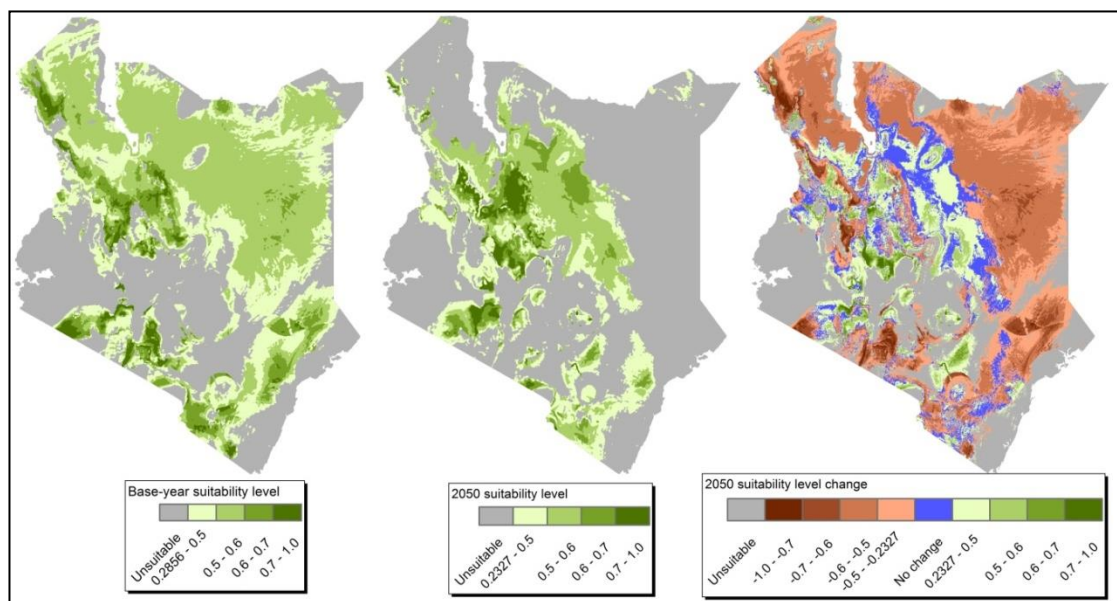 Base-year suitability level
Unsuitable
0.2856 - 0.5
0.5 - 0.6
0.6 - 0.7
0.7 - 1.0
2050 suitability level
Unsuitable
0.2327 - 0.5
0.5 - 0.6
0.6 - 0.7
0.7 - 1.0
2050 suitability level change
Unsuitable
-1.0 - -0.7
-0.7 - -0.6
-0.6 - -0.5
-0.5 - -0.2327
No change
0.2327 - 0.5
0.5 - 0.6
0.6 - 0.7
0.7 - 1.0